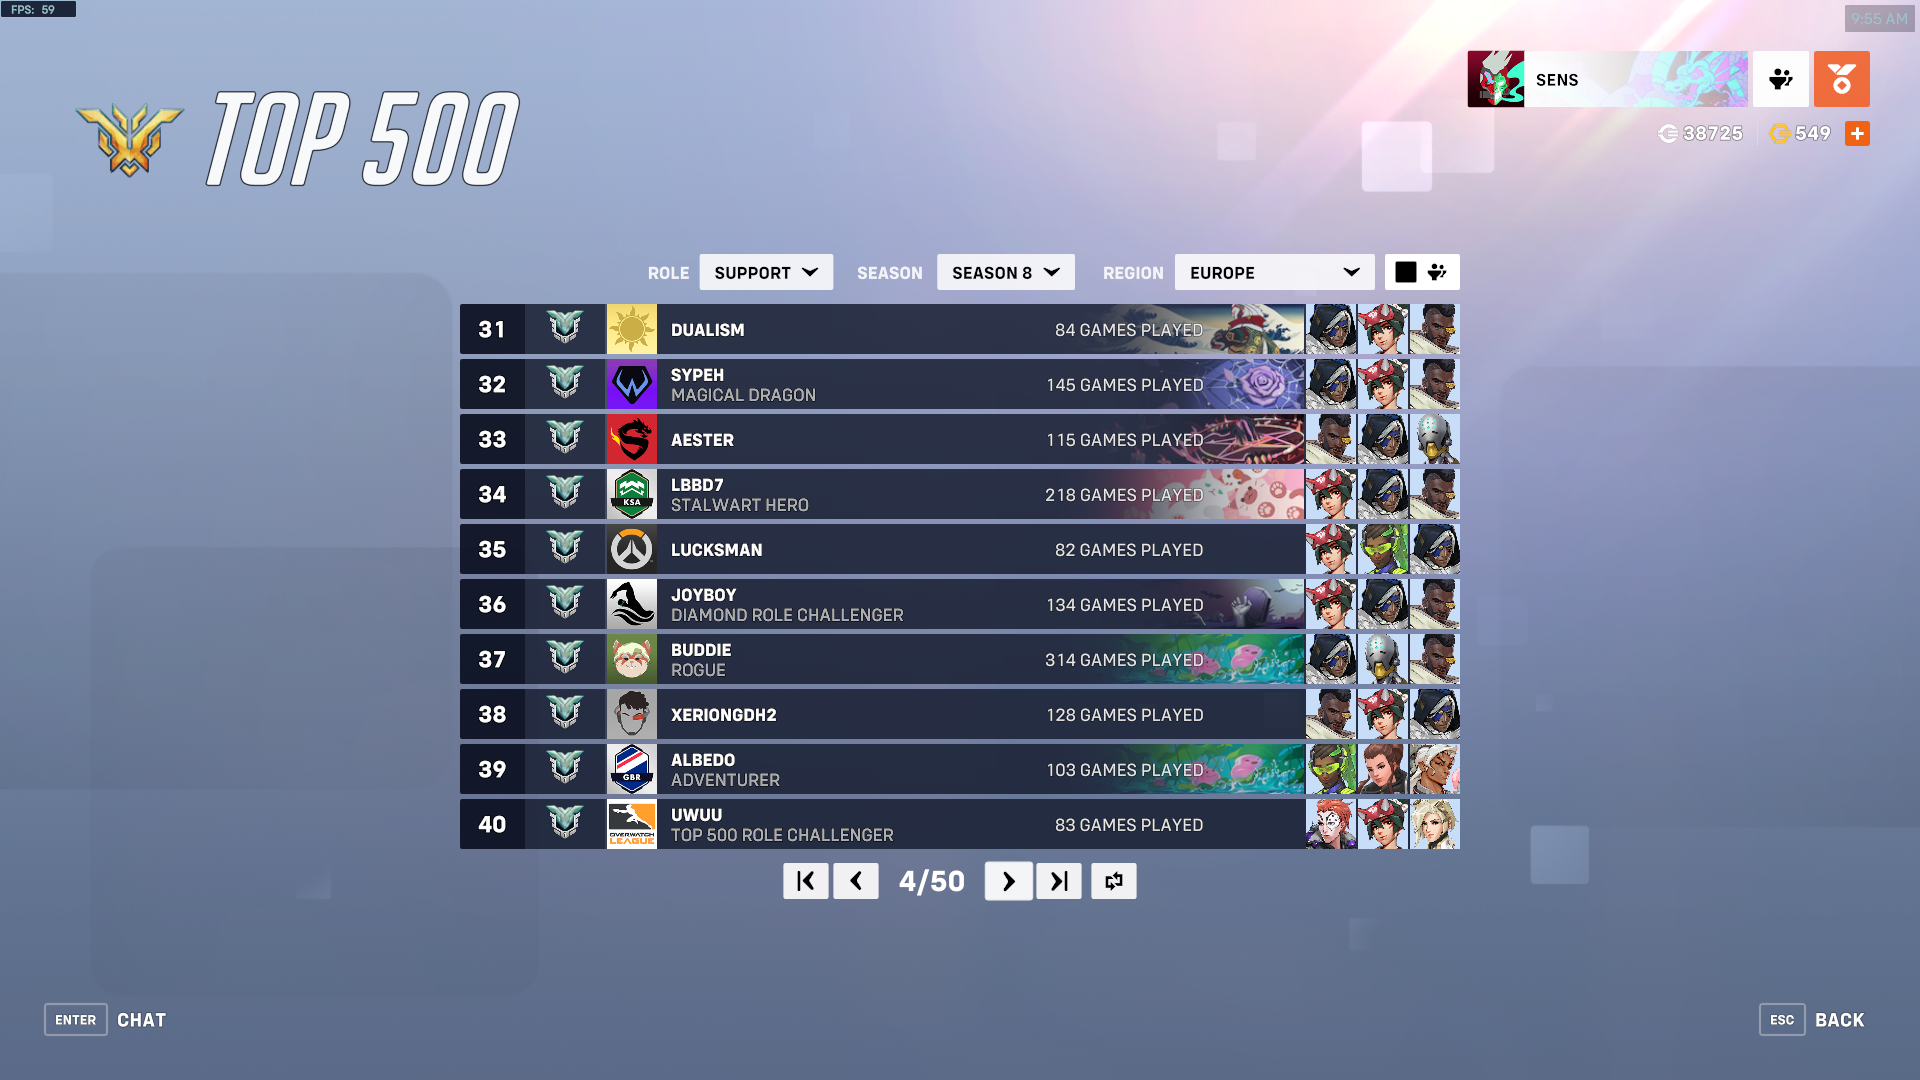 FPS: 59
9:55 AM
TOP 500
SENS
38725
549
ROLE SUPPORT SEASON SEASON 8 REGION EUROPE
31 DUALISM 84 GAMES PLAYED
32 SYPEH 145 GAMES PLAYED
MAGICAL DRAGON
33 AESTER 115 GAMES PLAYED
34 KSA LBBD7 218 GAMES PLAYED
STALWART HERO
35 LUCKSMAN 82 GAMES PLAYED
36 JOYBOY 134 GAMES PLAYED
DIAMOND ROLE CHALLENGER
37 BUDDIE 314 GAMES PLAYED
ROGUE
38 XERIONGDH2 128 GAMES PLAYED
39 GBR ALBEDO 103 GAMES PLAYED
ADVENTURER
40 OVERWATCH LEAGUE UWUU 83 GAMES PLAYED
TOP 500 ROLE CHALLENGER
4/50
ENTER CHAT
ESC BACK